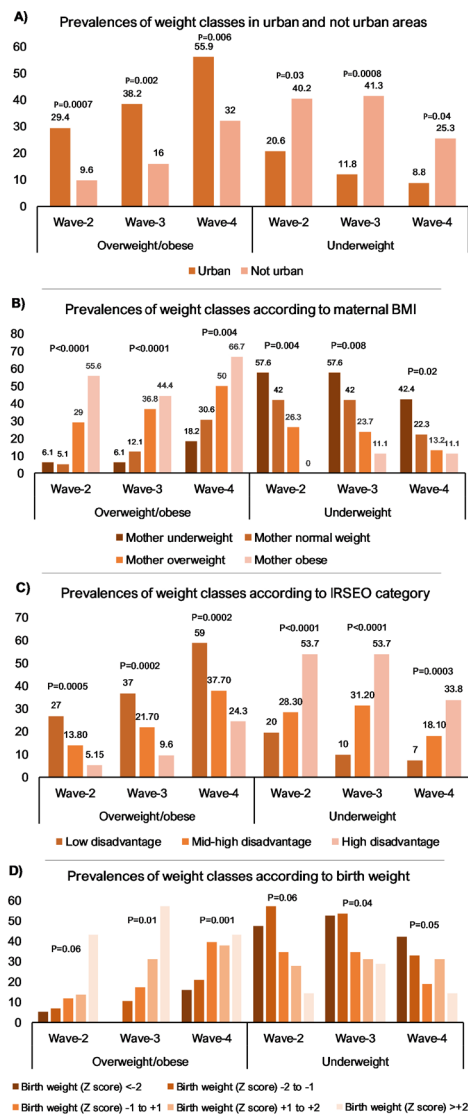 A)
Prevalences of weight classes in urban and not urban areas
60
50
40
30
20
10
0
P=0.0007
29.4
9.6
P=0.002
38.2
16
55.9
P=0.006
32
P=0.03
20.6
40.2
P=0.0008
11.8
41.3
P=0.04
8.8
25.3
Wave-2 Wave-3 Wave-4 Wave-2 Wave-3 Wave-4
Overweight/obese Underweight
Urban Not urban
B)
Prevalences of weight classes according to maternal BMI
80
70
60
50
40
30
20
10
0
P<0.0001
6.1 5.1 29 55.6
P<0.0001
6.1 12.1 36.8 44.4
P=0.004
18.2 30.6 50 66.7
P=0.004
57.6 42 26.3 0
P=0.008
57.6 42 23.7 11.1
P=0.02
42.4 22.3 13.2 11.1
Wave-2 Wave-3 Wave-4 Wave-2 Wave-3 Wave-4
Overweight/obese Underweight
Mother underweight Mother normal weight
Mother overweight Mother obese
C)
Prevalences of weight classes according to IRSEO category
70
60
50
40
30
20
10
0
P=0.0005
27 13.80 5.15
P=0.0002
37 21.70 9.6
P=0.0002
59 37.70 24.3
P<0.0001
20 28.30 53.7
P<0.0001
10 31.20 53.7
P=0.0003
7 18.10 33.8
Wave-2 Wave-3 Wave-4 Wave-2 Wave-3 Wave-4
Overweight/obese Underweight
Low disadvantage Mid-high disadvantage High disadvantage
D)
Prevalences of weight classes according to birth weight
60
50
40
30
20
10
0
P=0.06
P=0.01
P=0.001
P=0.06
P=0.04
P=0.05
Wave-2 Wave-3 Wave-4 Wave-2 Wave-3 Wave-4
Overweight/obese Underweight
Birth weight (Z score) <-2 Birth weight (Z score) -2 to -1
Birth weight (Z score) -1 to +1 Birth weight (Z score) +1 to +2 Birth weight (Z score) >+2